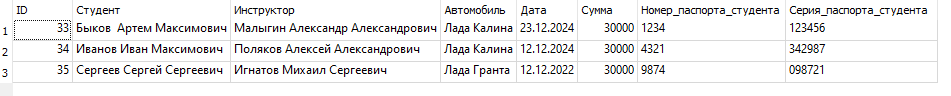 ID Студент Инструктор Автомобиль Дата Сумма Номер_паспорта_студента Серия_паспорта_студента
1 33 Быков Артем Максимович Малыгин Александр Александрович Лада Калина 23.12.2024 30000 1234 123456
2 34 Иванов Иван Максимович Поляков Алексей Александрович Лада Калина 12.12.2024 30000 4321 342987
3 35 Сергеев Сергей Сергеевич Игнатов Михаил Сергеевич Лада Гранта 12.12.2022 30000 9874 098721